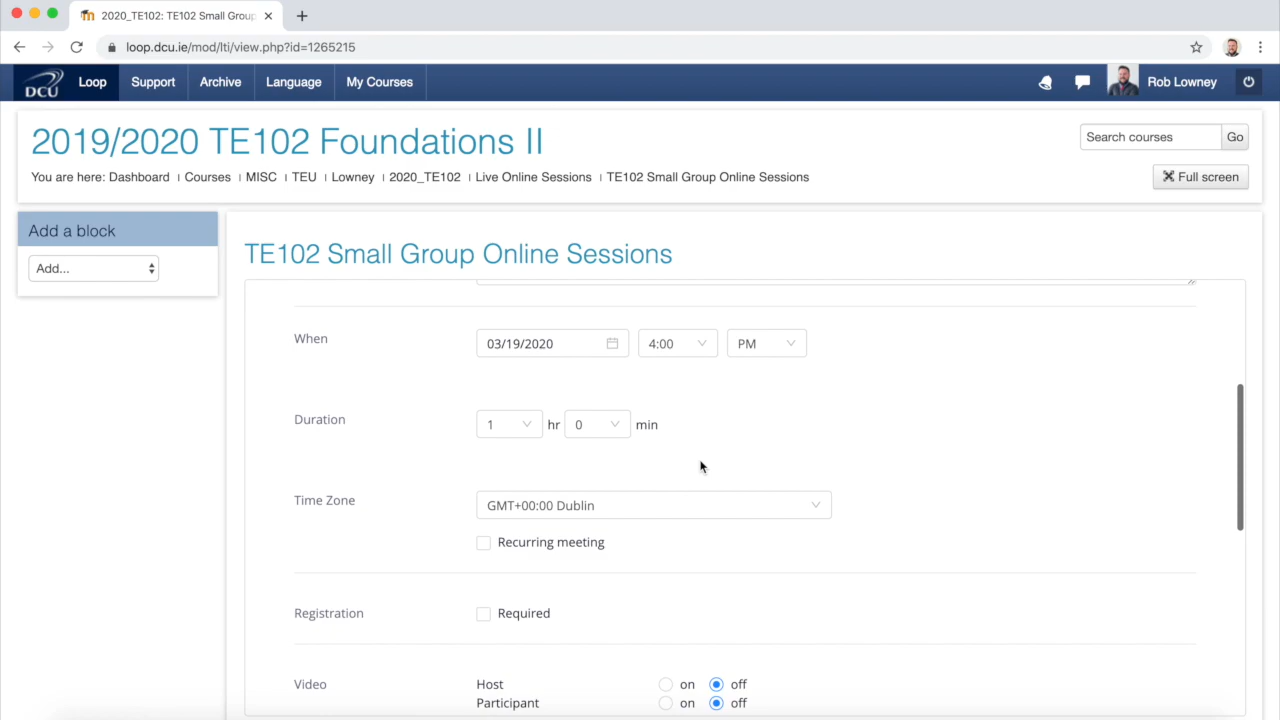 2020_TE102: TE102 Small Group
loop.dcu.ie/mod/lti/view.php?id=1265215
DCU Loop Support Archive Language My Courses Rob Lowney
2019/2020 TE102 Foundations II
Search courses Go
You are here: Dashboard Courses MISC TEU Lowney 2020_TE102 Live Online Sessions TE102 Small Group Online Sessions
Full screen
Add a block
Add...
TE102 Small Group Online Sessions
When 03/19/2020 4:00 PM
Duration 1 hr 0 min
Time Zone GMT+00:00 Dublin
Recurring meeting
Registration Required
Video Host on off
Participant on off